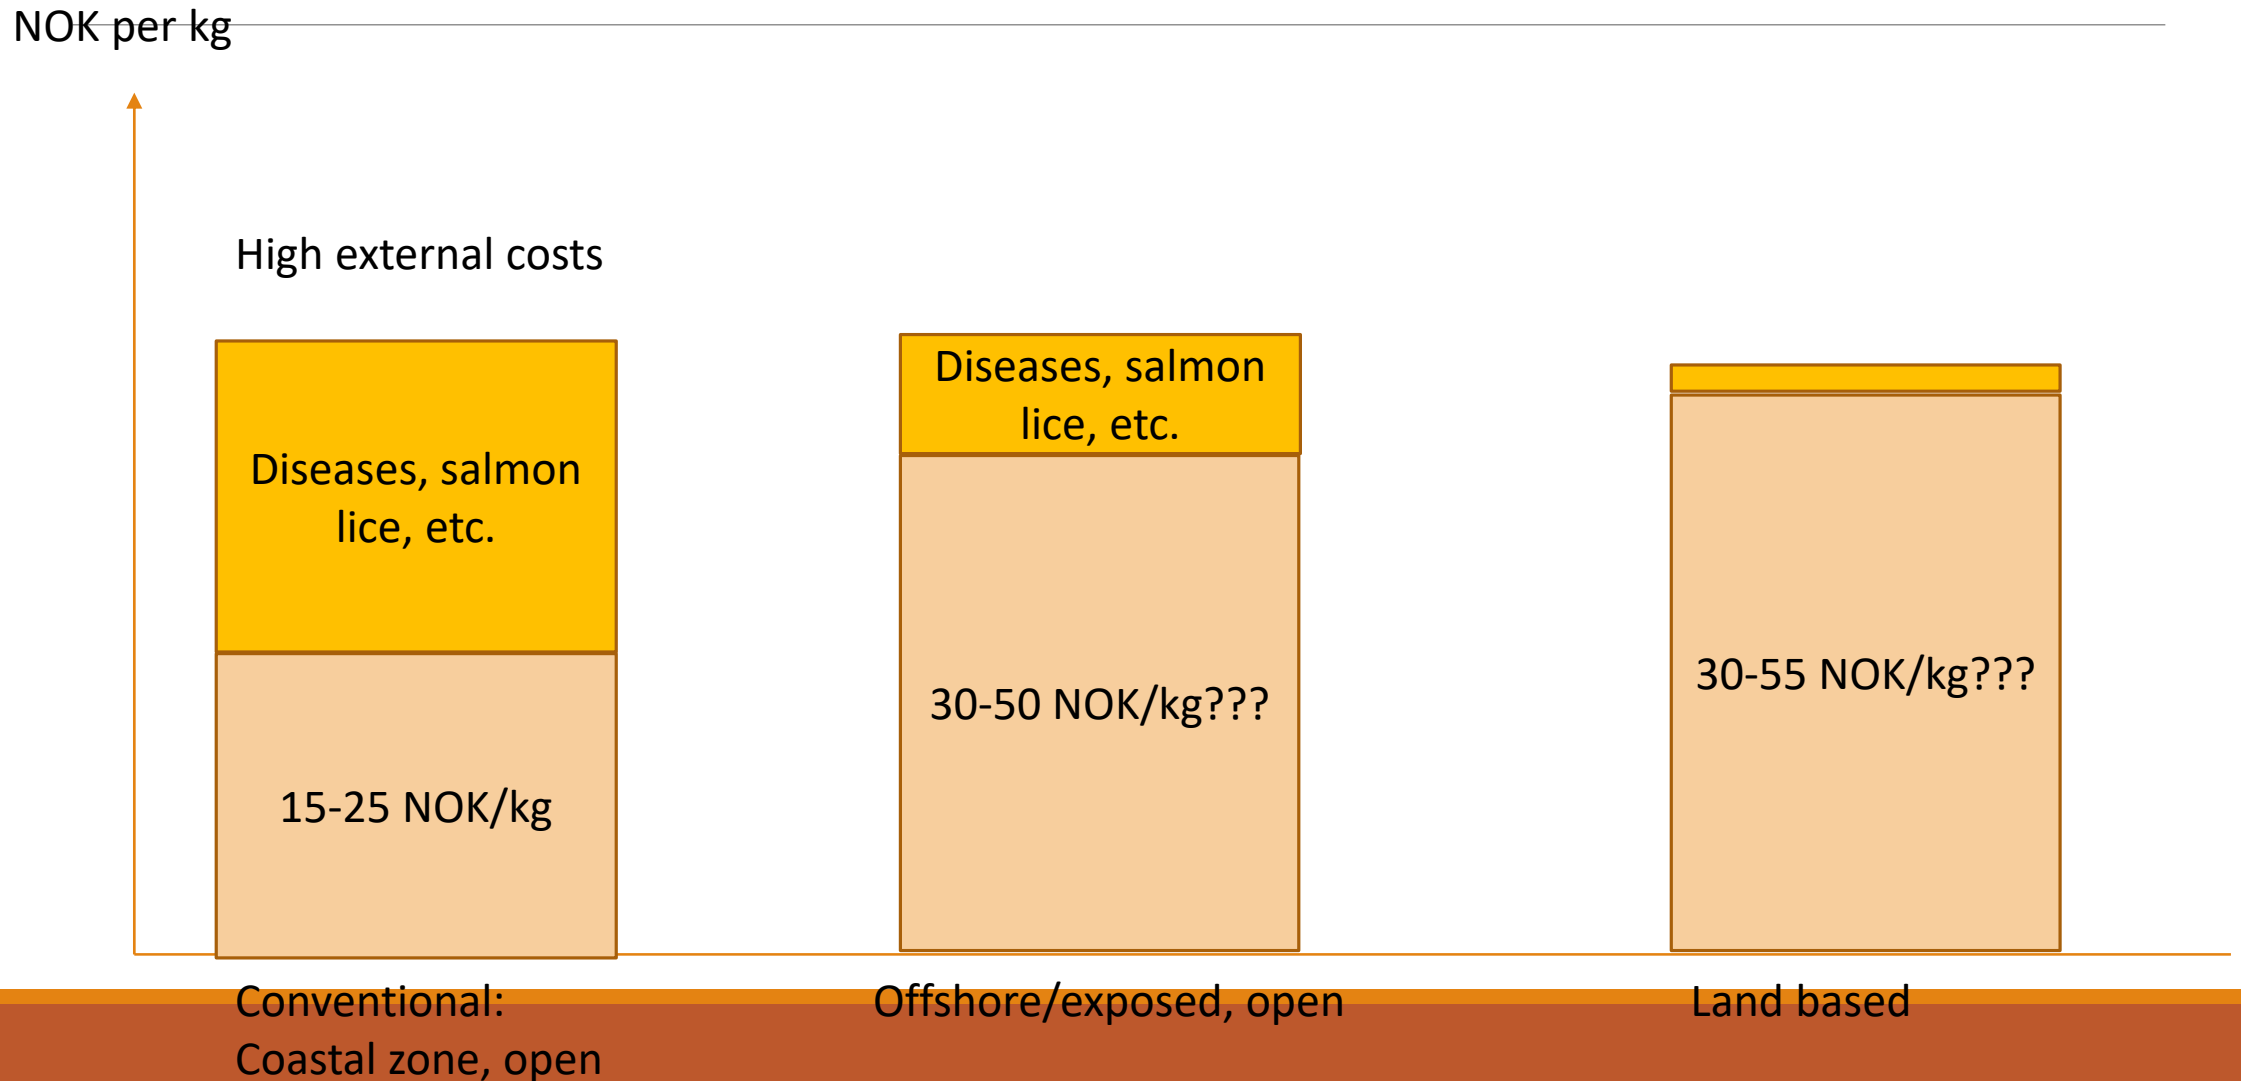 NOK per kg
High external costs
Diseases, salmon
lice, etc.
15-25 NOK/kg
Diseases, salmon
lice, etc.
30-50 NOK/kg???
30-55 NOK/kg???
Conventional:
Coastal zone, open
Offshore/exposed, open
Land based